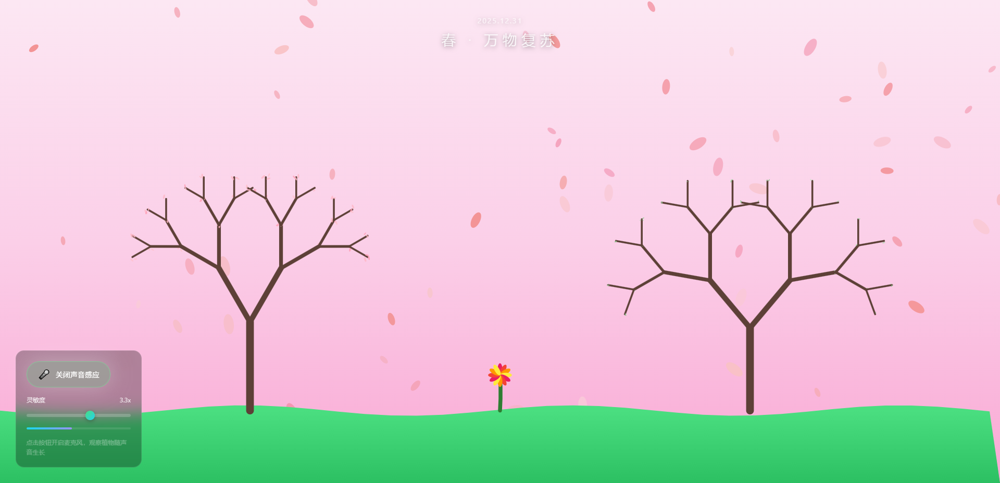 2025.12.31
春 · 万物复苏
关闭声音感应
灵敏度 3.3x
点击按钮开启麦克风，观察植物随声
音生长